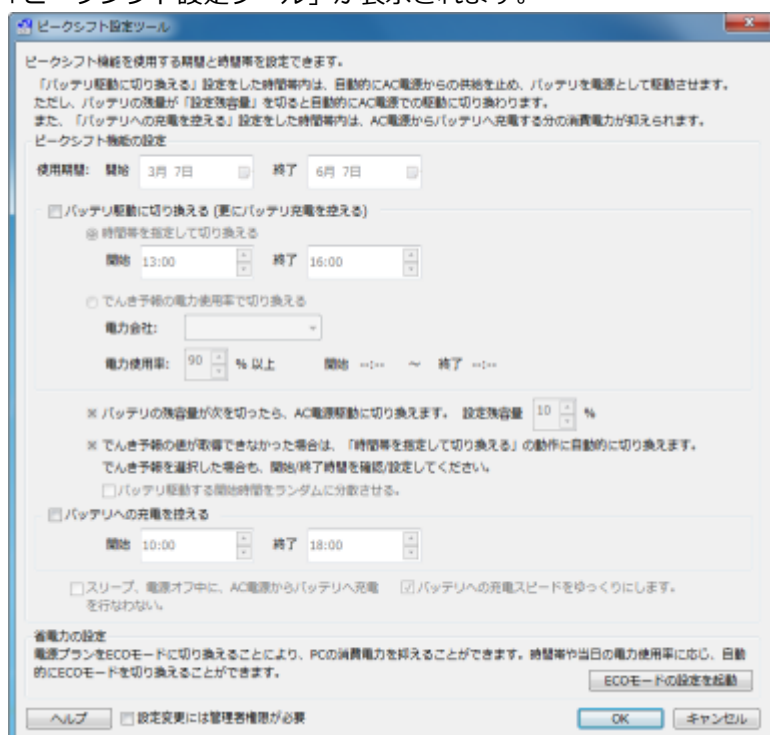 「ピークシフト設定ツール」が表示されます。
ピークシフト設定ツール
ピークシフト機能を使用する期間と時間帯を設定できます。
「バッテリ駆動に切り換える」設定をした時間帯内は、自動的にAC電源からの供給を止め、バッテリを電源として駆動させます。
ただし、バッテリの残量が「設定残容量」を切ると自動的にAC電源での駆動に切り換わります。
また、「バッテリへの充電を控える」設定をした時間帯内は、AC電源からバッテリへ充電する分の消費電力が抑えられます。
ピークシフト機能の設定
使用期間: 開始 3月 7日 終了 6月 7日
バッテリ駆動に切り換える (更にバッテリ充電を控える)
時間帯を指定して切り換える
開始 13:00 終了 16:00
でんき予報の電力使用率で切り換える
電力会社:
電力使用率: 90 % 以上 開始 --:-- ～ 終了 --:--
※ バッテリの残容量が次を切ったら、AC電源駆動に切り換えます。 設定残容量 10 %
※ でんき予報の値が取得できなかった場合は、「時間帯を指定して切り換える」の動作に自動的に切り換えます。
でんき予報を選択した場合も、開始/終了時間を確認/設定してください。
バッテリ駆動する開始時間をランダムに分散させる。
バッテリへの充電を控える
開始 10:00 終了 18:00
スリープ、電源オフ中に、AC電源からバッテリへ充電 バッテリへの充電スピードをゆっくりにします。
を行なわない。
省電力の設定
電源プランをECOモードに切り換えることにより、PCの消費電力を抑えることができます。時間帯や当日の電力使用率に応じ、自動
的にECOモードを切り換えることができます。
ECOモードの設定を起動
ヘルプ 設定変更には管理者権限が必要 OK キャンセル